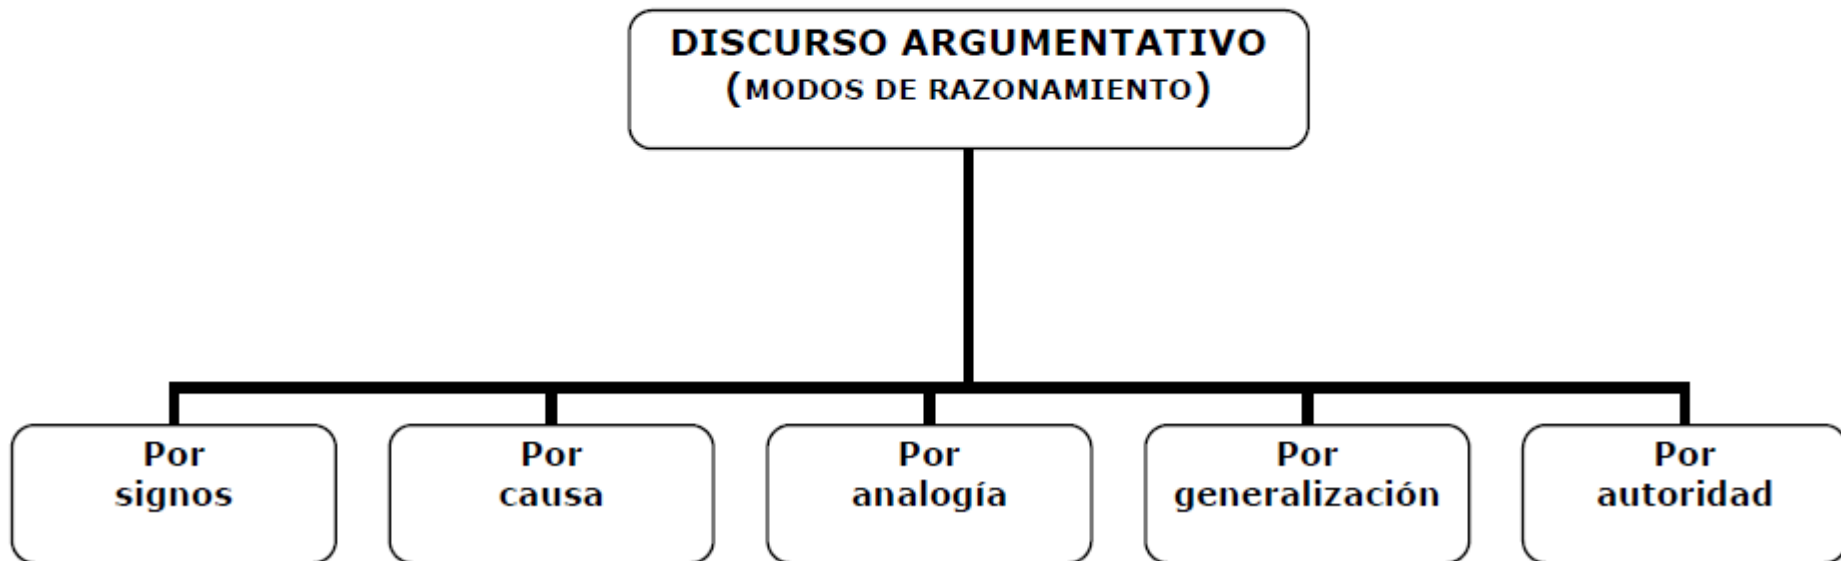 DISCURSO ARGUMENTATIVO
(MODOS DE RAZONAMIENTO)
Por
signos
Por
causa
Por
analogía
Por
generalización
Por
autoridad